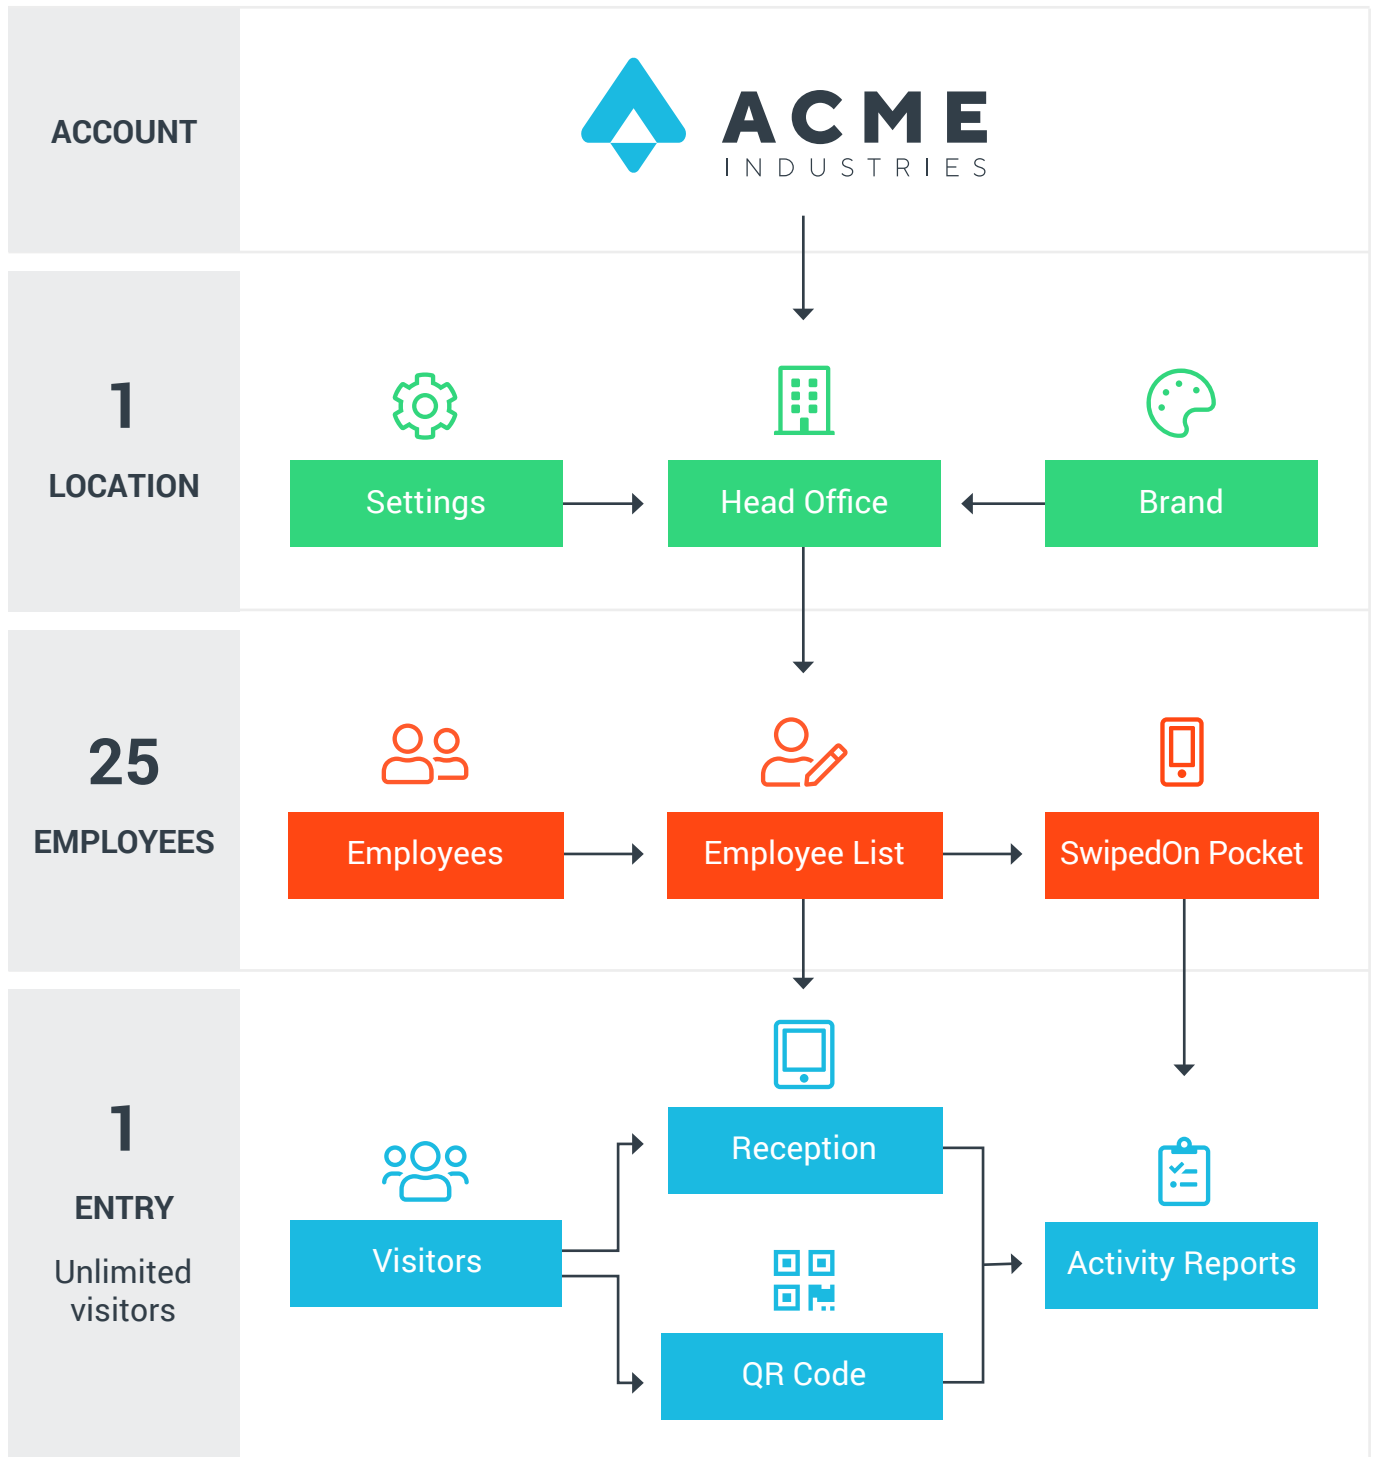 ACCOUNT
ACME
INDUSTRIES
1
LOCATION
Settings
Head Office
Brand
25
EMPLOYEES
Employees
Employee List
SwipedOn Pocket
1
ENTRY
Unlimited
visitors
Visitors
Reception
QR Code
Activity Reports